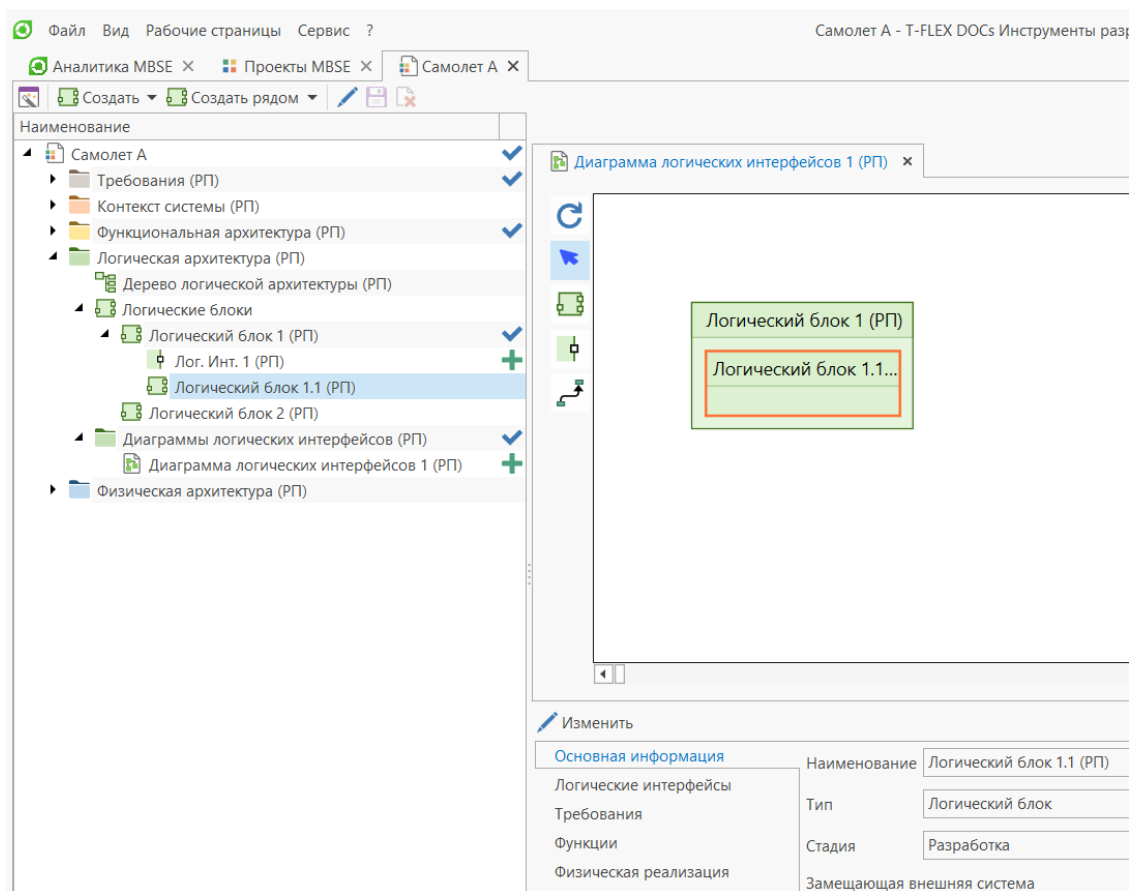 Файл Вид Рабочие страницы Сервис ? Самолет А - T-FLEX DOCs Инструменты разр
Аналитика MBSE Проекты MBSE Самолет А
Создать Создать рядом
Наименование
Самолет А
Требования (РП)
Контекст системы (РП)
Функциональная архитектура (РП)
Логическая архитектура (РП)
Дерево логической архитектуры (РП)
Логические блоки
Логический блок 1 (РП)
Лог. Инт. 1 (РП)
Логический блок 1.1 (РП)
Логический блок 2 (РП)
Диаграммы логических интерфейсов (РП)
Диаграмма логических интерфейсов 1 (РП)
Физическая архитектура (РП)
Диаграмма логических интерфейсов 1 (РП)
Логический блок 1 (РП)
Логический блок 1.1...
Изменить
Основная информация
Логические интерфейсы
Требования
Функции
Физическая реализация
Наименование Логический блок 1.1 (РП)
Тип Логический блок
Стадия Разработка
Замещающая внешняя система